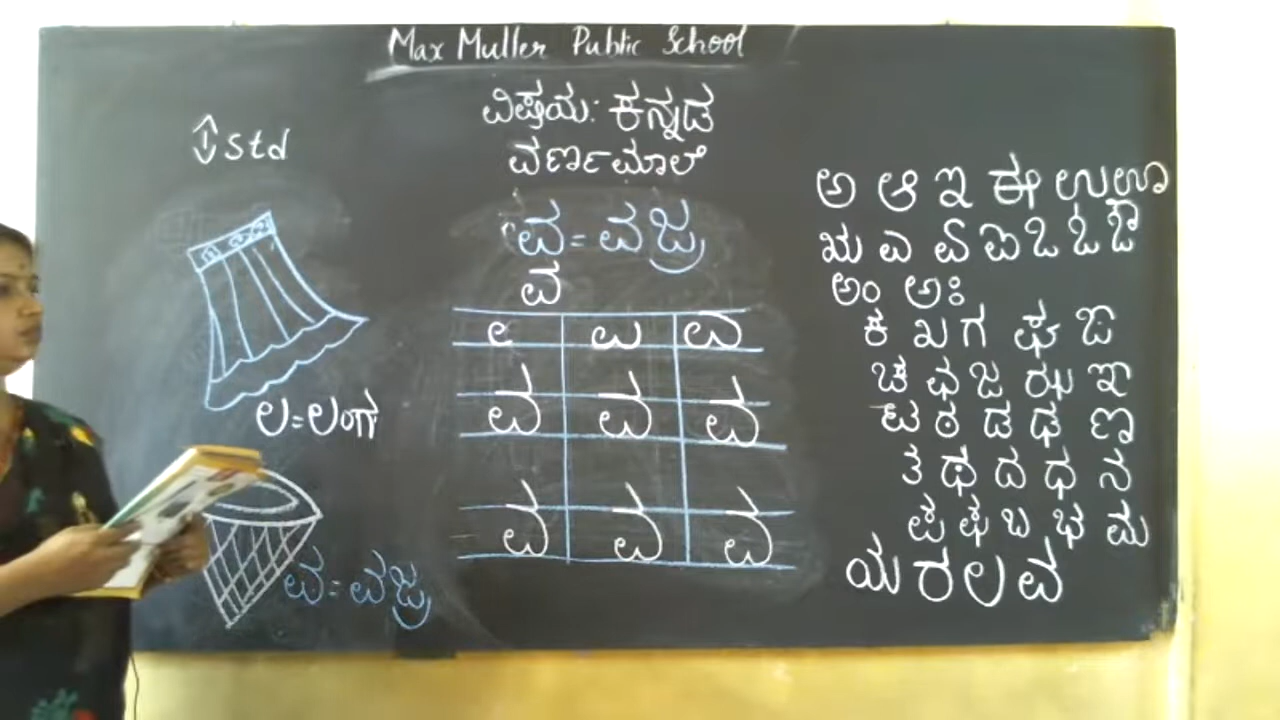 Max Muller Public School
ವಿಷಯ: ಕನ್ನಡ
I std
ವರ್ಣಮಾಲೆ
ವ = ವಜ್ರ
ವ
ವ
ವ ವ ವ
ವ ವ ವ
ಲ = ಲಂಗ
ವ = ವಜ್ರ
ಅ ಆ ಇ ಈ ಉ ಊ
ಋ ಎ ಏ ಐ ಒ ಓ ಔ
ಅಂ ಅಃ
ಕ ಖ ಗ ಘ ಙ
ಚ ಛ ಜ ಝ ಞ
ಟ ಠ ಡ ಢ ಣ
ತ ಥ ದ ಧ ನ
ಪ ಫ ಬ ಭ ಮ
ಯ ರ ಲ ವ